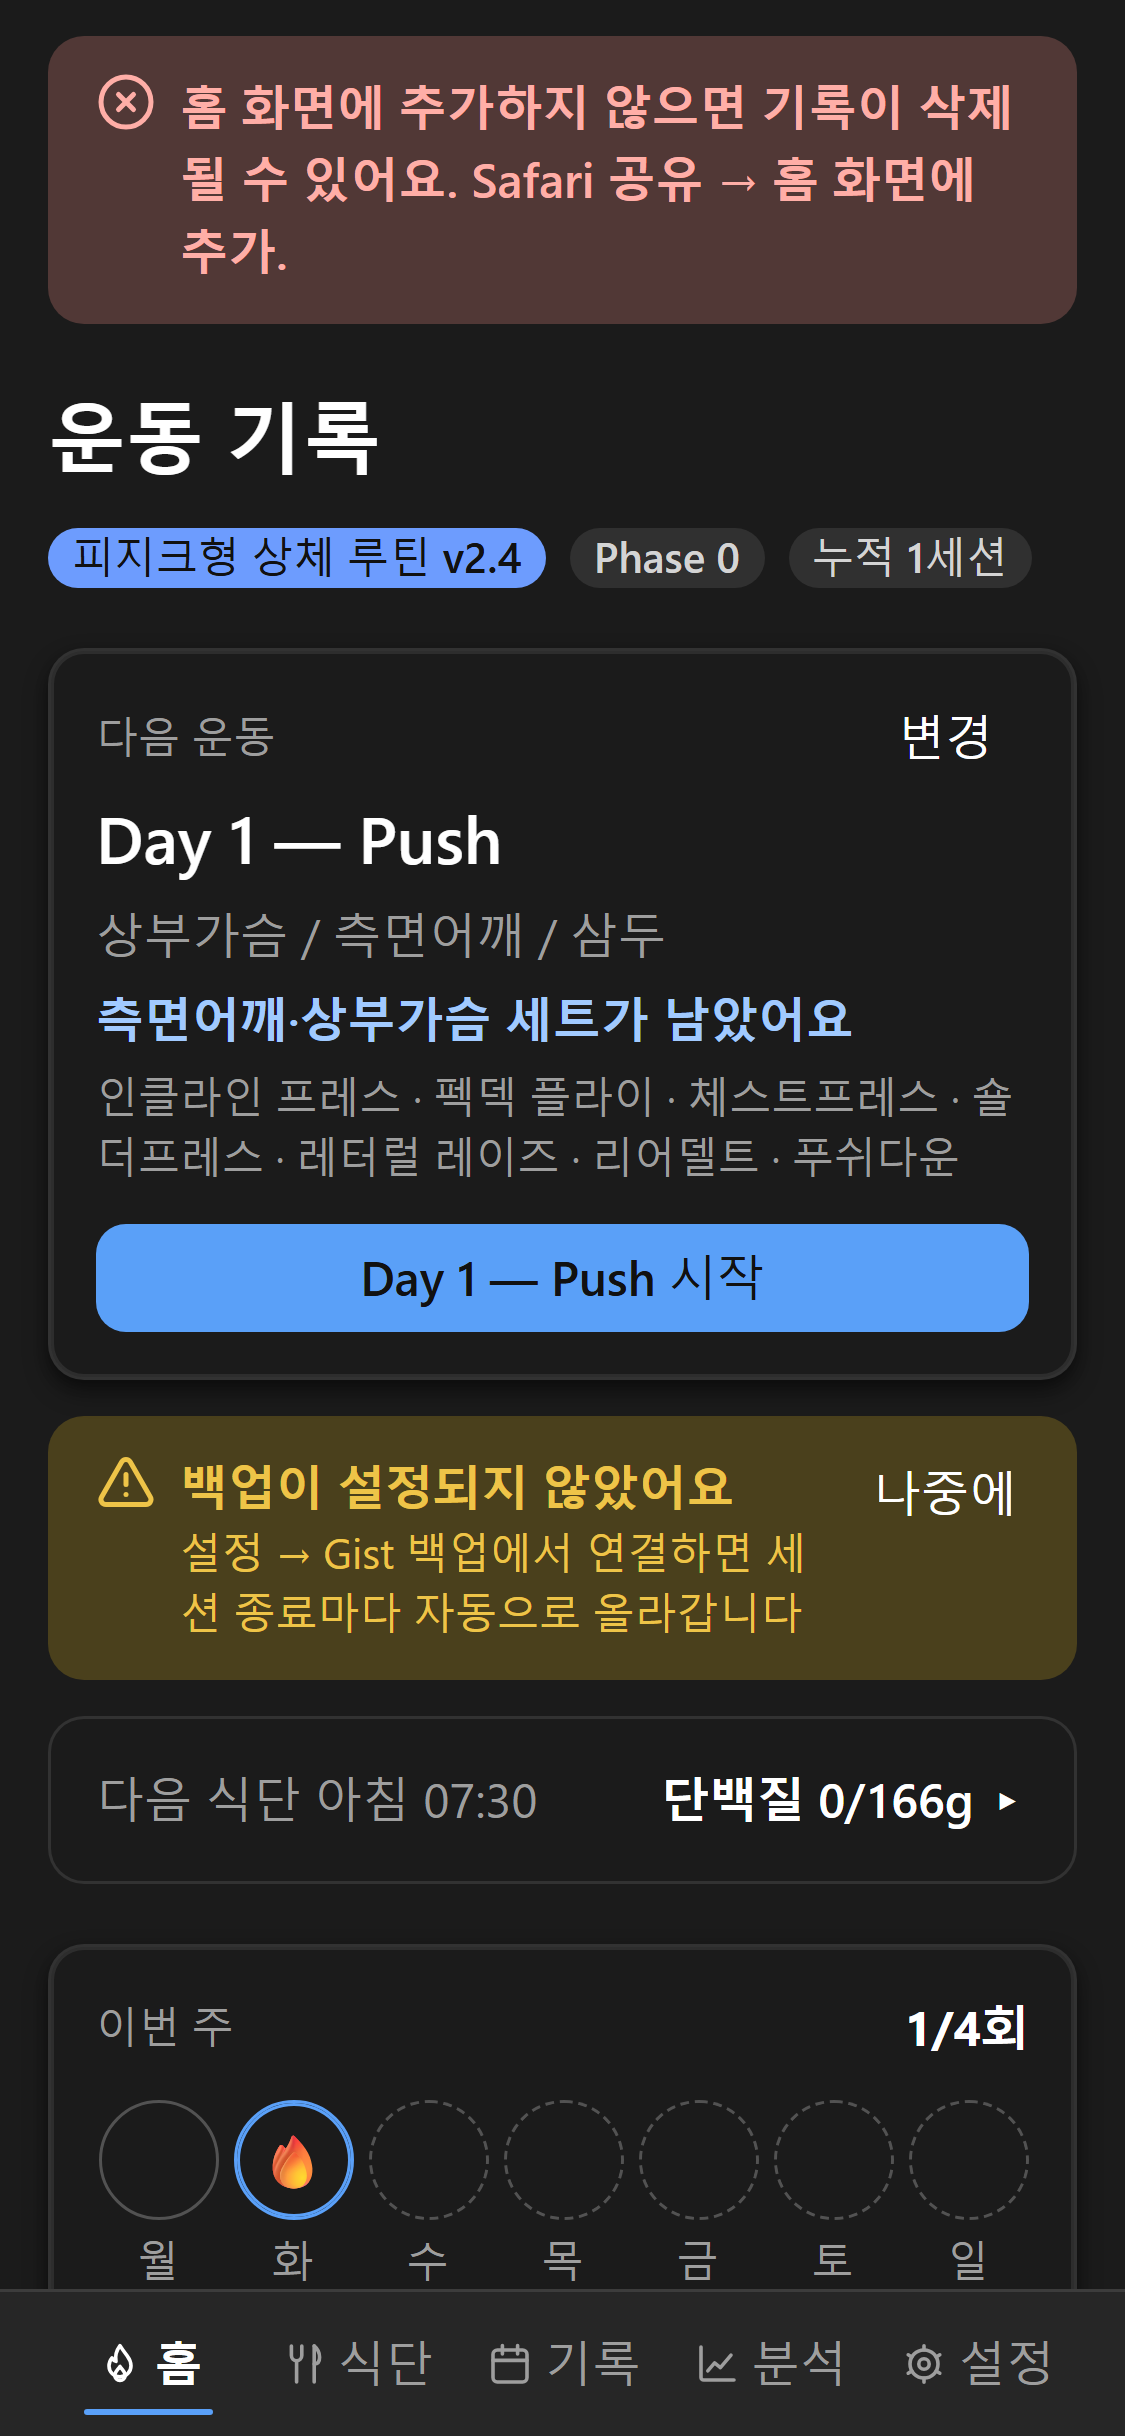 홈 화면에 추가하지 않으면 기록이 삭제
될 수 있어요. Safari 공유 → 홈 화면에
추가.
운동 기록
피지크형 상체 루틴 v2.4
Phase 0
누적 1세션
다음 운동
변경
Day 1 — Push
상부가슴 / 측면어깨 / 삼두
측면어깨·상부가슴 세트가 남았어요
인클라인 프레스 · 펙덱 플라이 · 체스트프레스 · 숄
더프레스 · 레터럴 레이즈 · 리어델트 · 푸쉬다운
Day 1 — Push 시작
백업이 설정되지 않았어요
나중에
설정 → Gist 백업에서 연결하면 세
션 종료마다 자동으로 올라갑니다
다음 식단 아침 07:30
단백질 0/166g ▸
이번 주
1/4회
월 화 수 목 금 토 일
홈 식단 기록 분석 설정